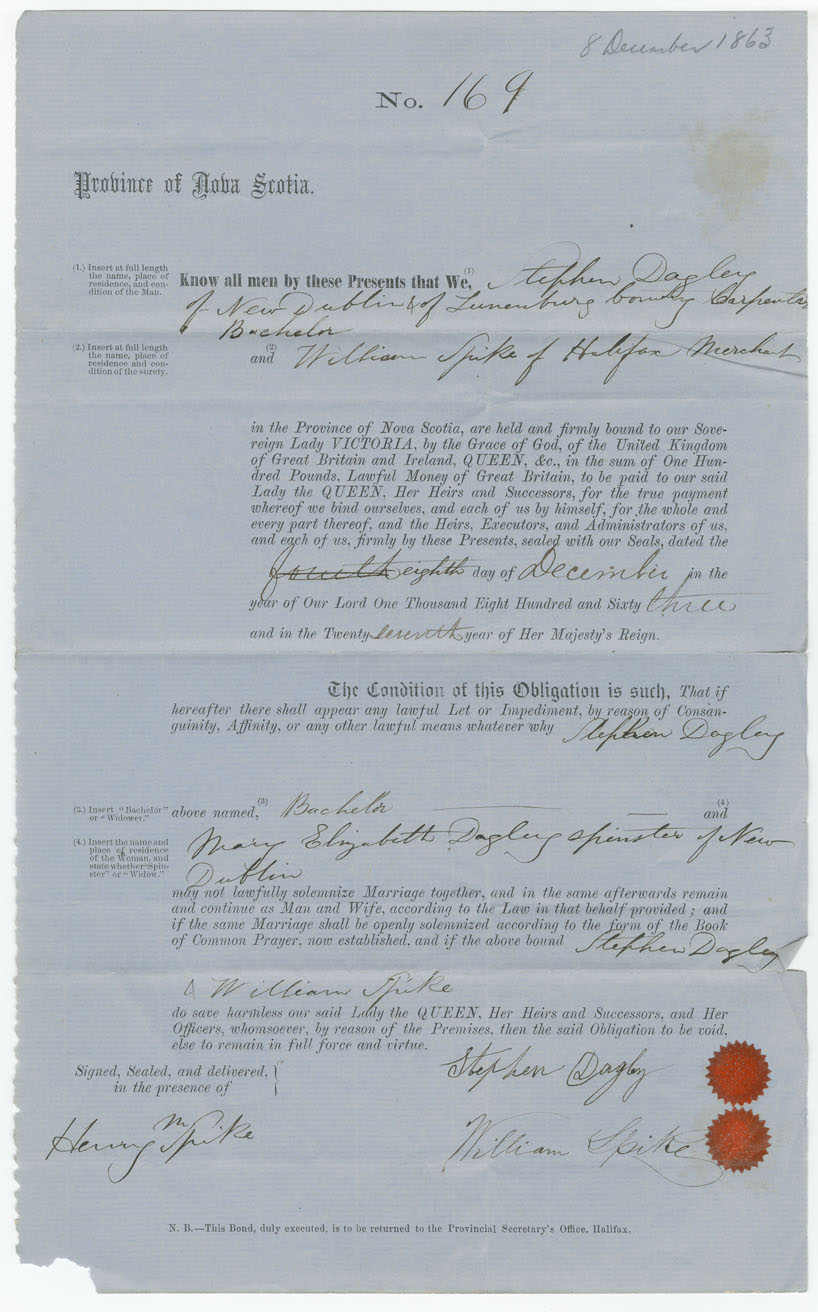 8 December 1863
No. 169
Province of Nova Scotia.
(1.) Insert at full length
the name, place of
residence, and con-
dition of the Man.
Know all men by these Presents that We,(1) Stephen Dagley
of New Dublin & of Lunenburg County Carpenter
Bachelor
(2.) Insert at full length
the name, place of
residence and con-
dition of the surety.
and (2) William Spike of Halifax Merchant
in the Province of Nova Scotia, are held and firmly bound to our Sove-
reign Lady VICTORIA, by the Grace of God, of the United Kingdom
of Great Britain and Ireland, QUEEN, &c., in the sum of One Hun-
dred Pounds, Lawful Money of Great Britain, to be paid to our said
Lady the QUEEN, Her Heirs and Successors, for the true payment
whereof we bind ourselves, and each of us by himself, for the whole and
every part thereof, and the Heirs, Executors, and Administrators of us,
and each of us, firmly by these Presents, sealed with our Seals, dated the
fourth eighth day of December in the
year of Our Lord One Thousand Eight Hundred and Sixty three
and in the Twenty seventh year of Her Majesty's Reign.
The Condition of this Obligation is such, That if
hereafter there shall appear any lawful Let or Impediment, by reason of Consan-
guinity, Affinity, or any other lawful means whatever why Stephen Dagley
(3.) Insert "Bachelor"
or "Widower."
above named,(3) Bachelor and (4)
(4.) Insert the name and
place of residence
of the Woman, and
state whether "Spin-
ster" or "Widow."
Mary Elizabeth Dagley spinster of New
Dublin
may not lawfully solemnize Marriage together, and in the same afterwards remain
and continue as Man and Wife, according to the Law in that behalf provided; and
if the same Marriage shall be openly solemnized according to the form of the Book
of Common Prayer, now established, and if the above bound Stephen Dagley
& William Spike
do save harmless our said Lady the QUEEN, Her Heirs and Successors, and Her
Officers, whomsoever, by reason of the Premises, then the said Obligation to be void,
else to remain in full force and virtue.
Signed, Sealed, and delivered,
in the presence of
Stephen Dagley
Henry M Spike
William Spike
N. B.—This Bond, duly executed, is to be returned to the Provincial Secretary's Office, Halifax.